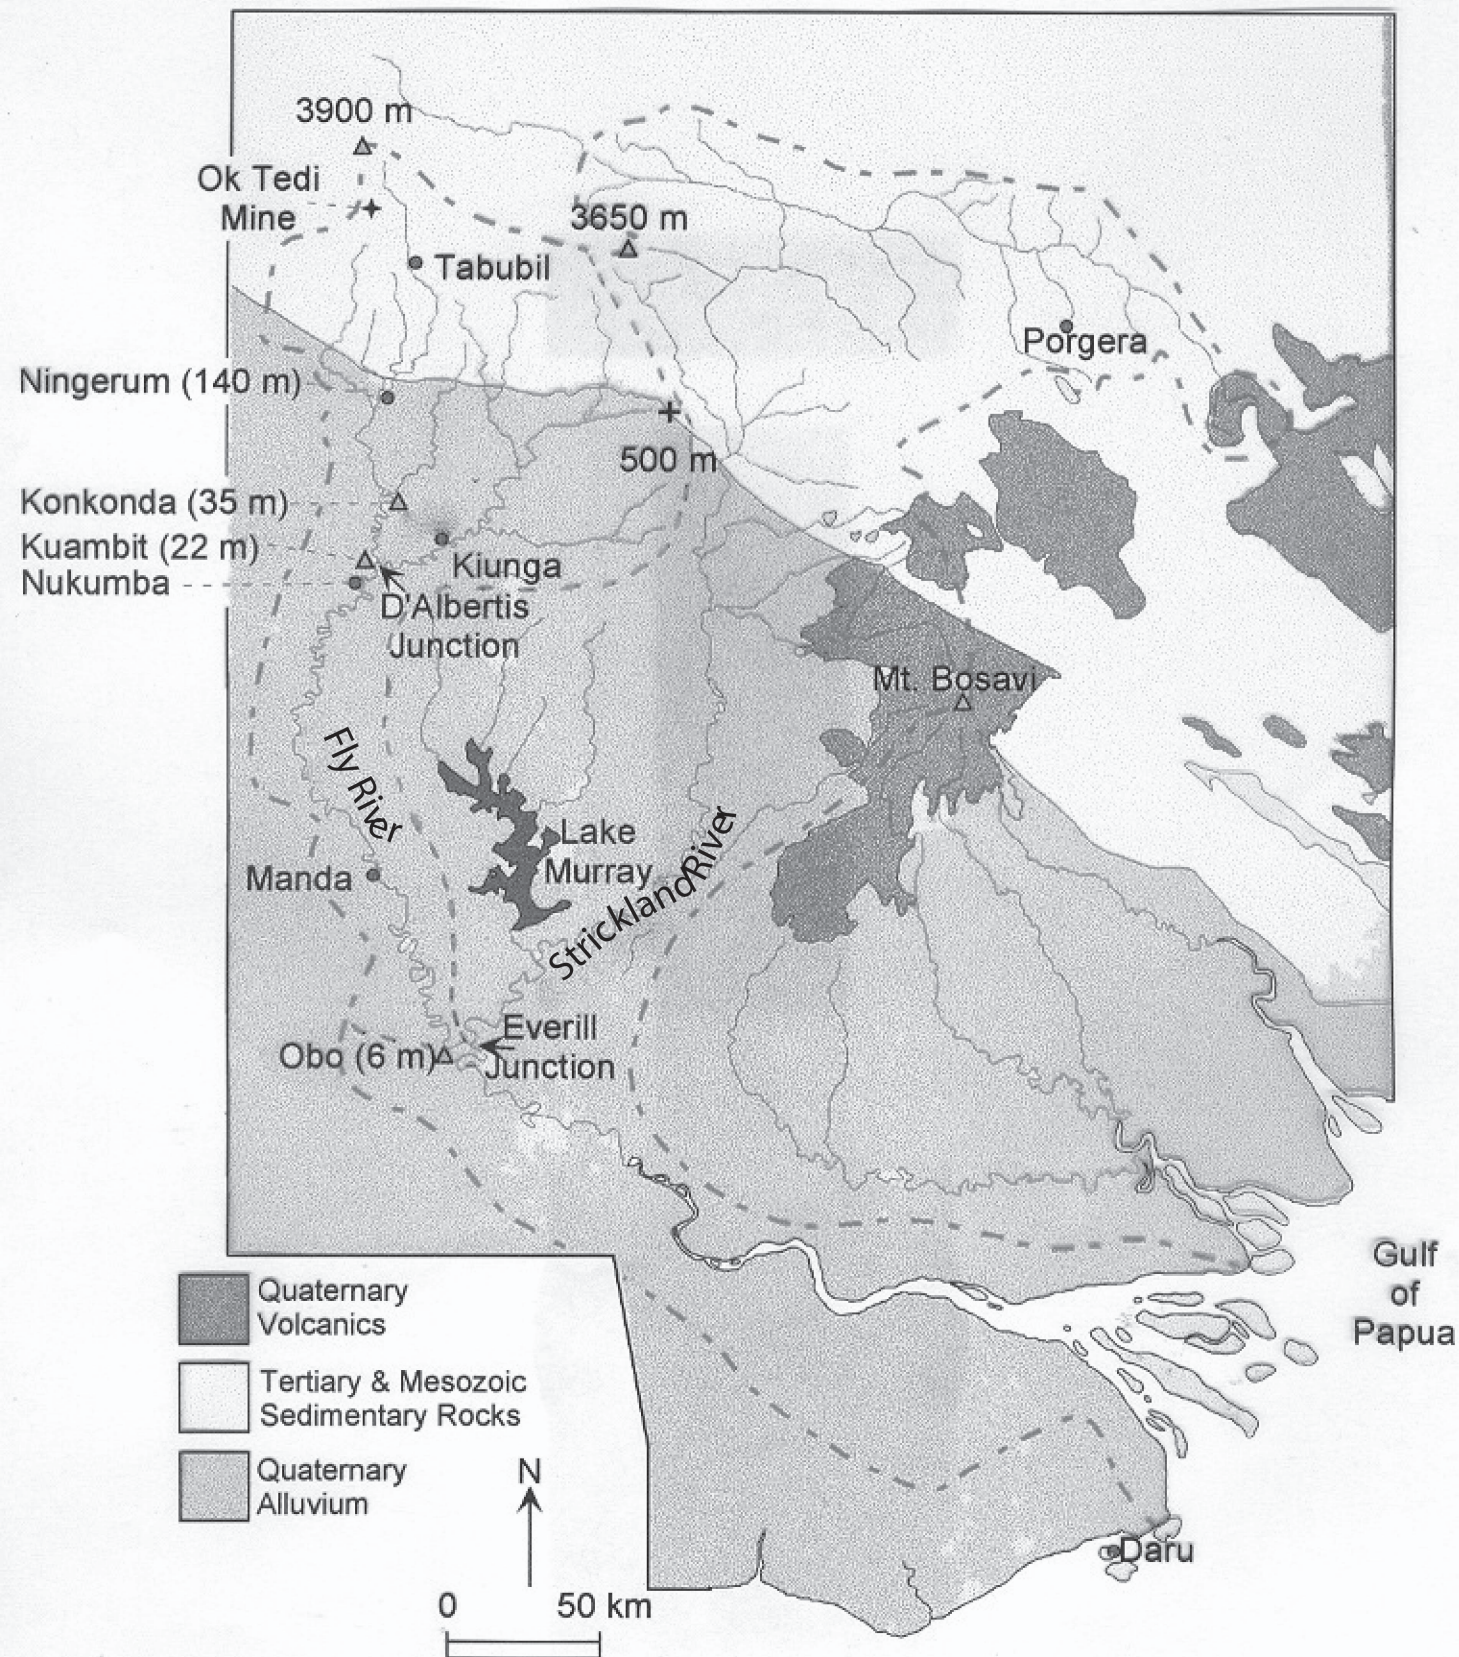 3900 m
Ok Tedi
Mine
3650 m
Tabubil
Porgera
Ningerum (140 m)
500 m
Konkonda (35 m)
Kuambit (22 m)
Kiunga
Nukumba
D'Albertis
Junction
Mt. Bosavi
Fly River
Lake
Murray
Strickland River
Manda
Everill
Junction
Obo (6 m)
Gulf
of
Papua
Quaternary
Volcanics
Tertiary & Mesozoic
Sedimentary Rocks
Quaternary
Alluvium
N
Daru
0 50 km